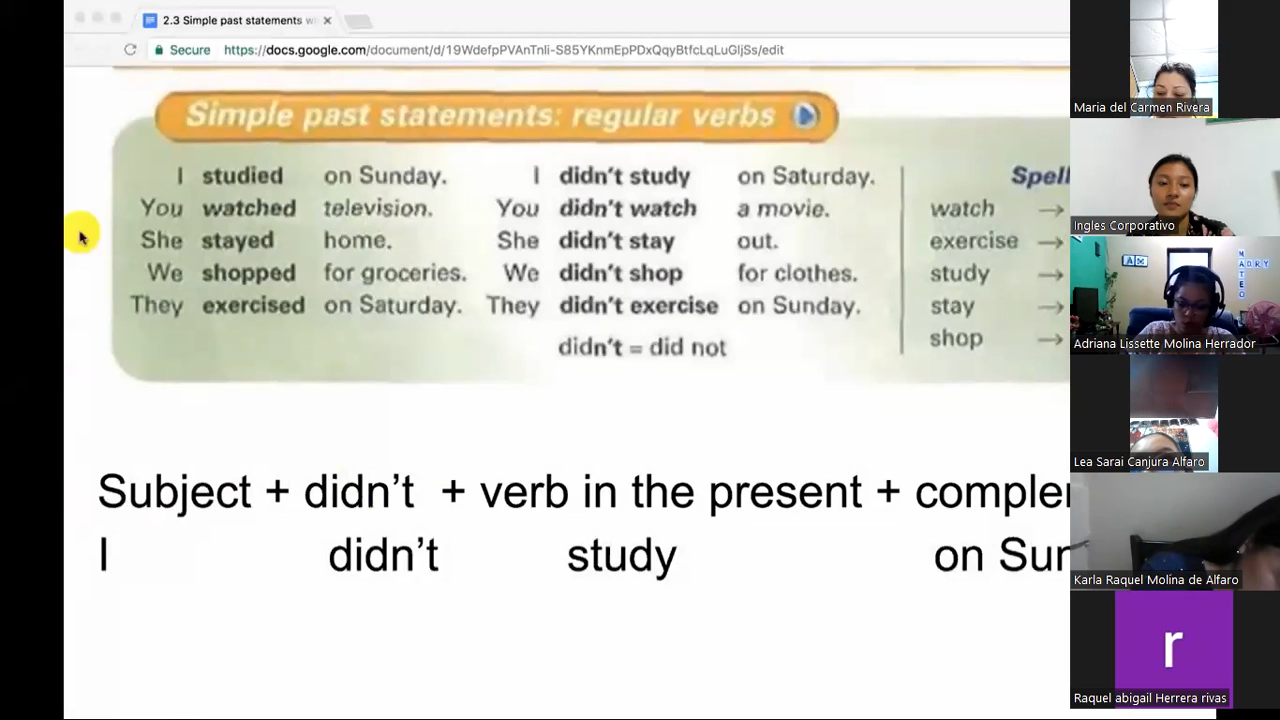 2.3 Simple past statements w
Secure https://docs.google.com/document/d/19WdefpPVAnTnli-S85YKnmEpPDxQqyBtfcLqLuGljSs/edit
Simple past statements: regular verbs
I studied on Sunday. I didn't study on Saturday.
You watched television. You didn't watch a movie.
She stayed home. She didn't stay out.
We shopped for groceries. We didn't shop for clothes.
They exercised on Saturday. They didn't exercise on Sunday.
didn't = did not
Spell
watch →
exercise →
study →
stay →
shop →
Subject + didn't + verb in the present + complem
I didn't study on Sun
Maria del Carmen Rivera
Ingles Corporativo
Adriana Lissette Molina Herrador
Lea Sarai Canjura Alfaro
Karla Raquel Molína de Alfaro
r
Raquel abigail Herrera rivas